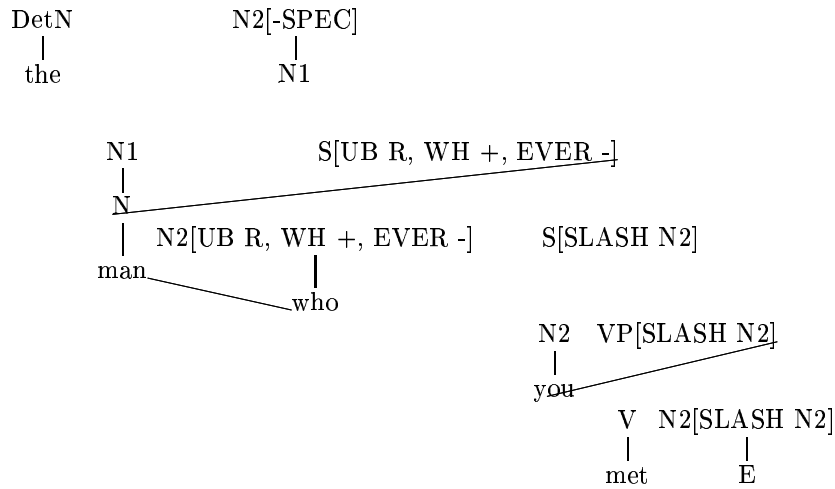 DetN N2[-SPEC]
the N1
N1 S[UB R, WH +, EVER -]
N
N2[UB R, WH +, EVER -] S[SLASH N2]
man
who
N2 VP[SLASH N2]
you
V N2[SLASH N2]
met E